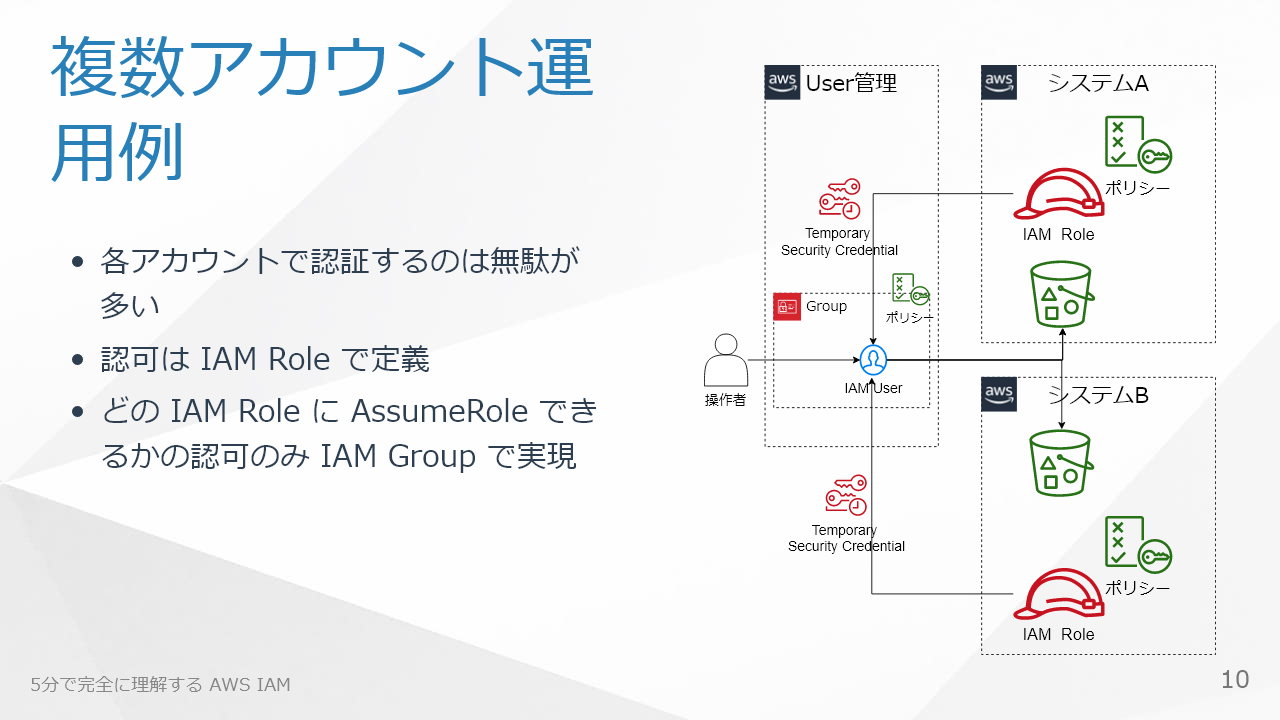 複数アカウント運
用例
• 各アカウントで認証するのは無駄が
多い
• 認可は IAM Role で定義
• どの IAM Role に AssumeRole でき
るかの認可のみ IAM Group で実現
aws User管理
Temporary
Security Credential
Group
ポリシー
IAM User
操作者
Temporary
Security Credential
aws システムA
ポリシー
IAM Role
aws システムB
ポリシー
IAM Role
5分で完全に理解する AWS IAM
10